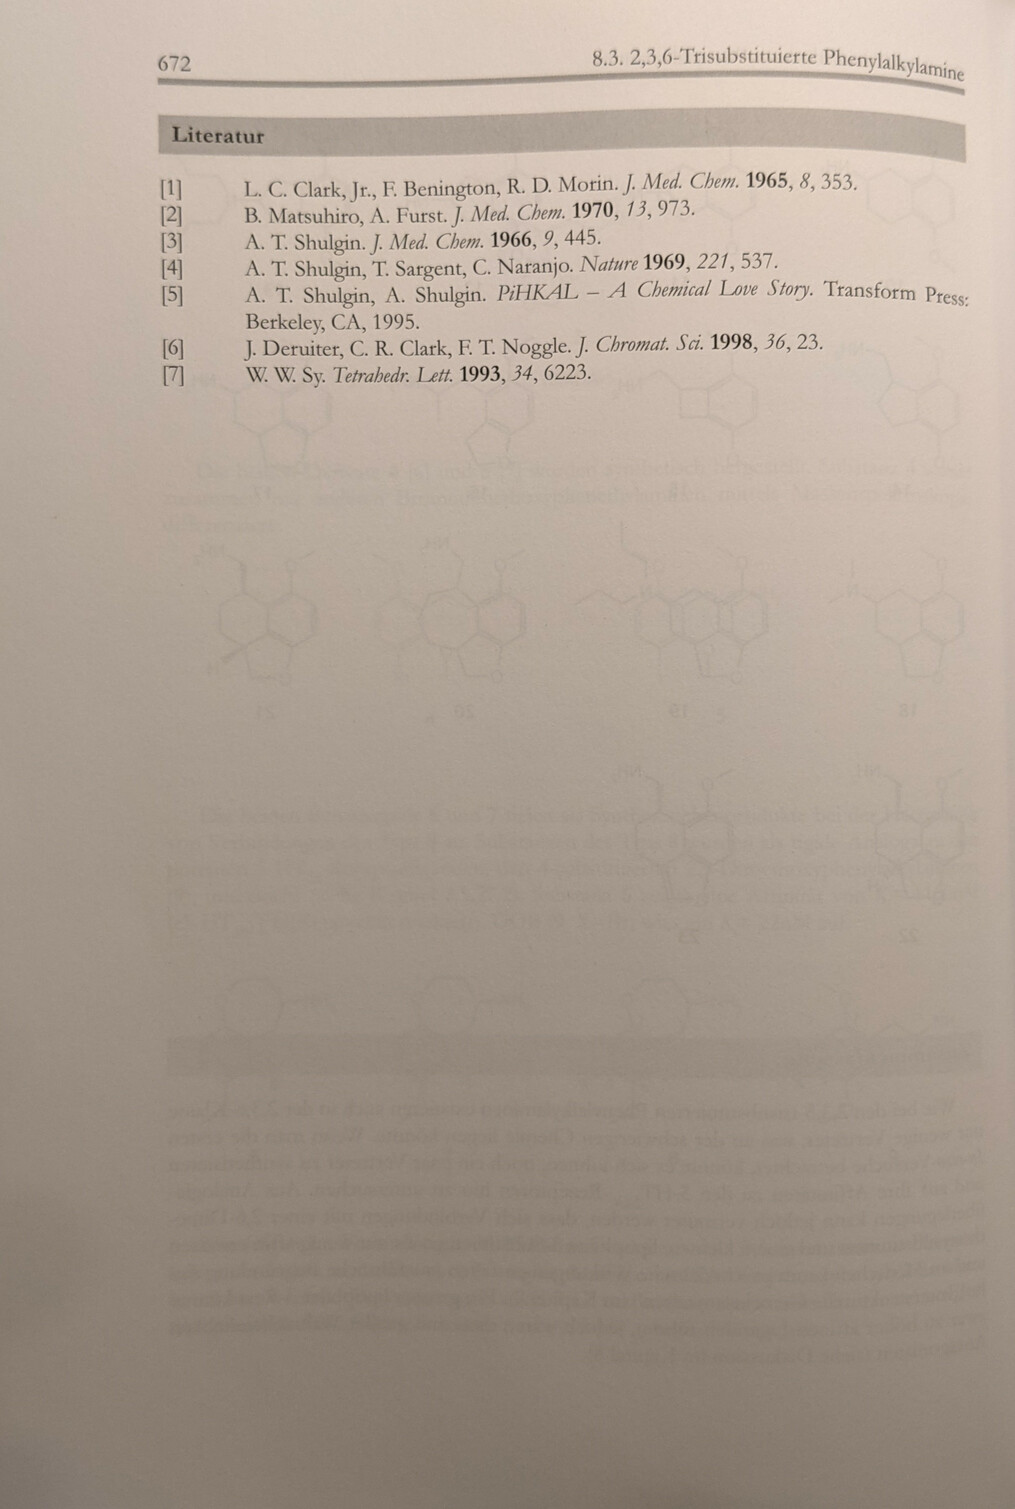 672
8.3. 2,3,6-Trisubstituierte Phenylalkylamine
Literatur
[1] L. C. Clark, Jr., F. Benington, R. D. Morin. J. Med. Chem. 1965, 8, 353.
[2] B. Matsuhiro, A. Furst. J. Med. Chem. 1970, 13, 973.
[3] A. T. Shulgin. J. Med. Chem. 1966, 9, 445.
[4] A. T. Shulgin, T. Sargent, C. Naranjo. Nature 1969, 221, 537.
[5] A. T. Shulgin, A. Shulgin. PiHKAL – A Chemical Love Story. Transform Press:
Berkeley, CA, 1995.
[6] J. Deruiter, C. R. Clark, F. T. Noggle. J. Chromat. Sci. 1998, 36, 23.
[7] W. W. Sy. Tetrahedr. Lett. 1993, 34, 6223.